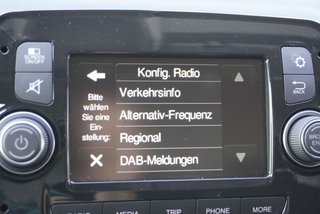 SCREEN
ON/OFF
Konfig. Radio
Bitte
wählen
Sie eine
Ein-
stellung:
Verkehrsinfo
Alternativ-Frequenz
Regional
DAB-Meldungen
BACK
MEDIA
TRIP
PHONE
MORE